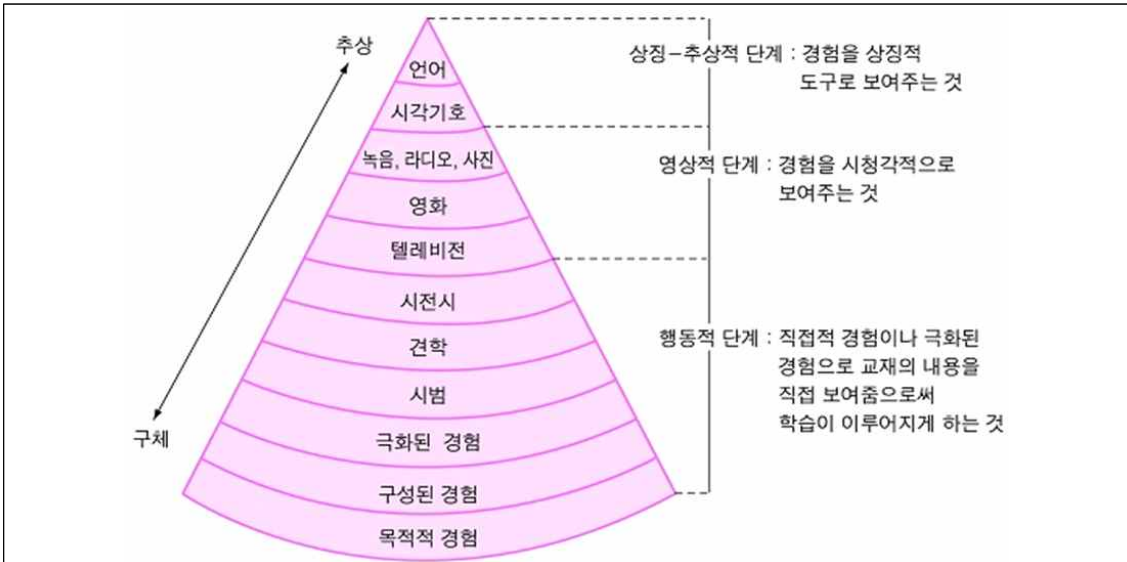 추상
언어
시각기호
녹음, 라디오, 사진
영화
텔레비전
시전시
견학
시범
극화된 경험
구성된 경험
목적적 경험
구체
상징-추상적 단계 : 경험을 상징적
도구로 보여주는 것
영상적 단계 : 경험을 시청각적으로
보여주는 것
행동적 단계 : 직접적 경험이나 극화된
경험으로 교재의 내용을
직접 보여줌으로써
학습이 이루어지게 하는 것